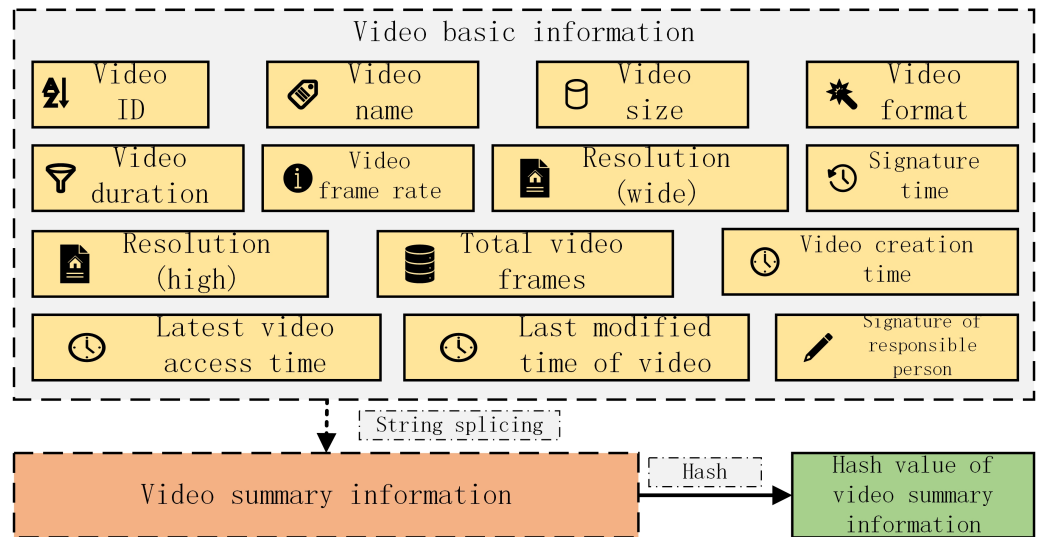 Video basic information
Video
ID
Video
name
Video
size
Video
format
Video
duration
Video
frame rate
Resolution
(wide)
Signature
time
Resolution
(high)
Total video
frames
Video creation
time
Latest video
access time
Last modified
time of video
Signature of
responsible
person
String splicing
Video summary information
Hash
Hash value of
video summary
information